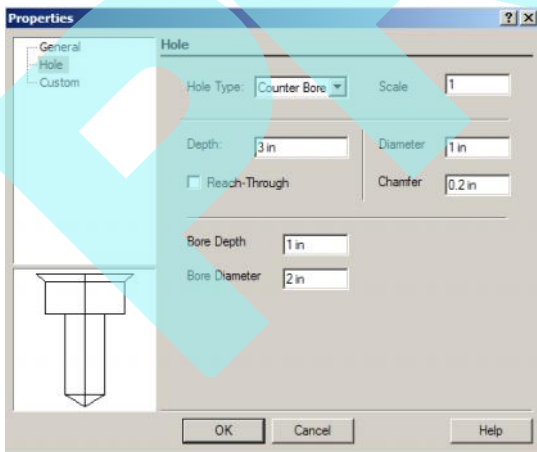 Properties
General
Hole
Custom
Hole
Hole Type: Counter Bore
Scale 1
Depth: 3 in
Diameter 1 in
Reach-Through
Chamfer 0.2 in
Bore Depth 1 in
Bore Diameter 2 in
OK Cancel Help